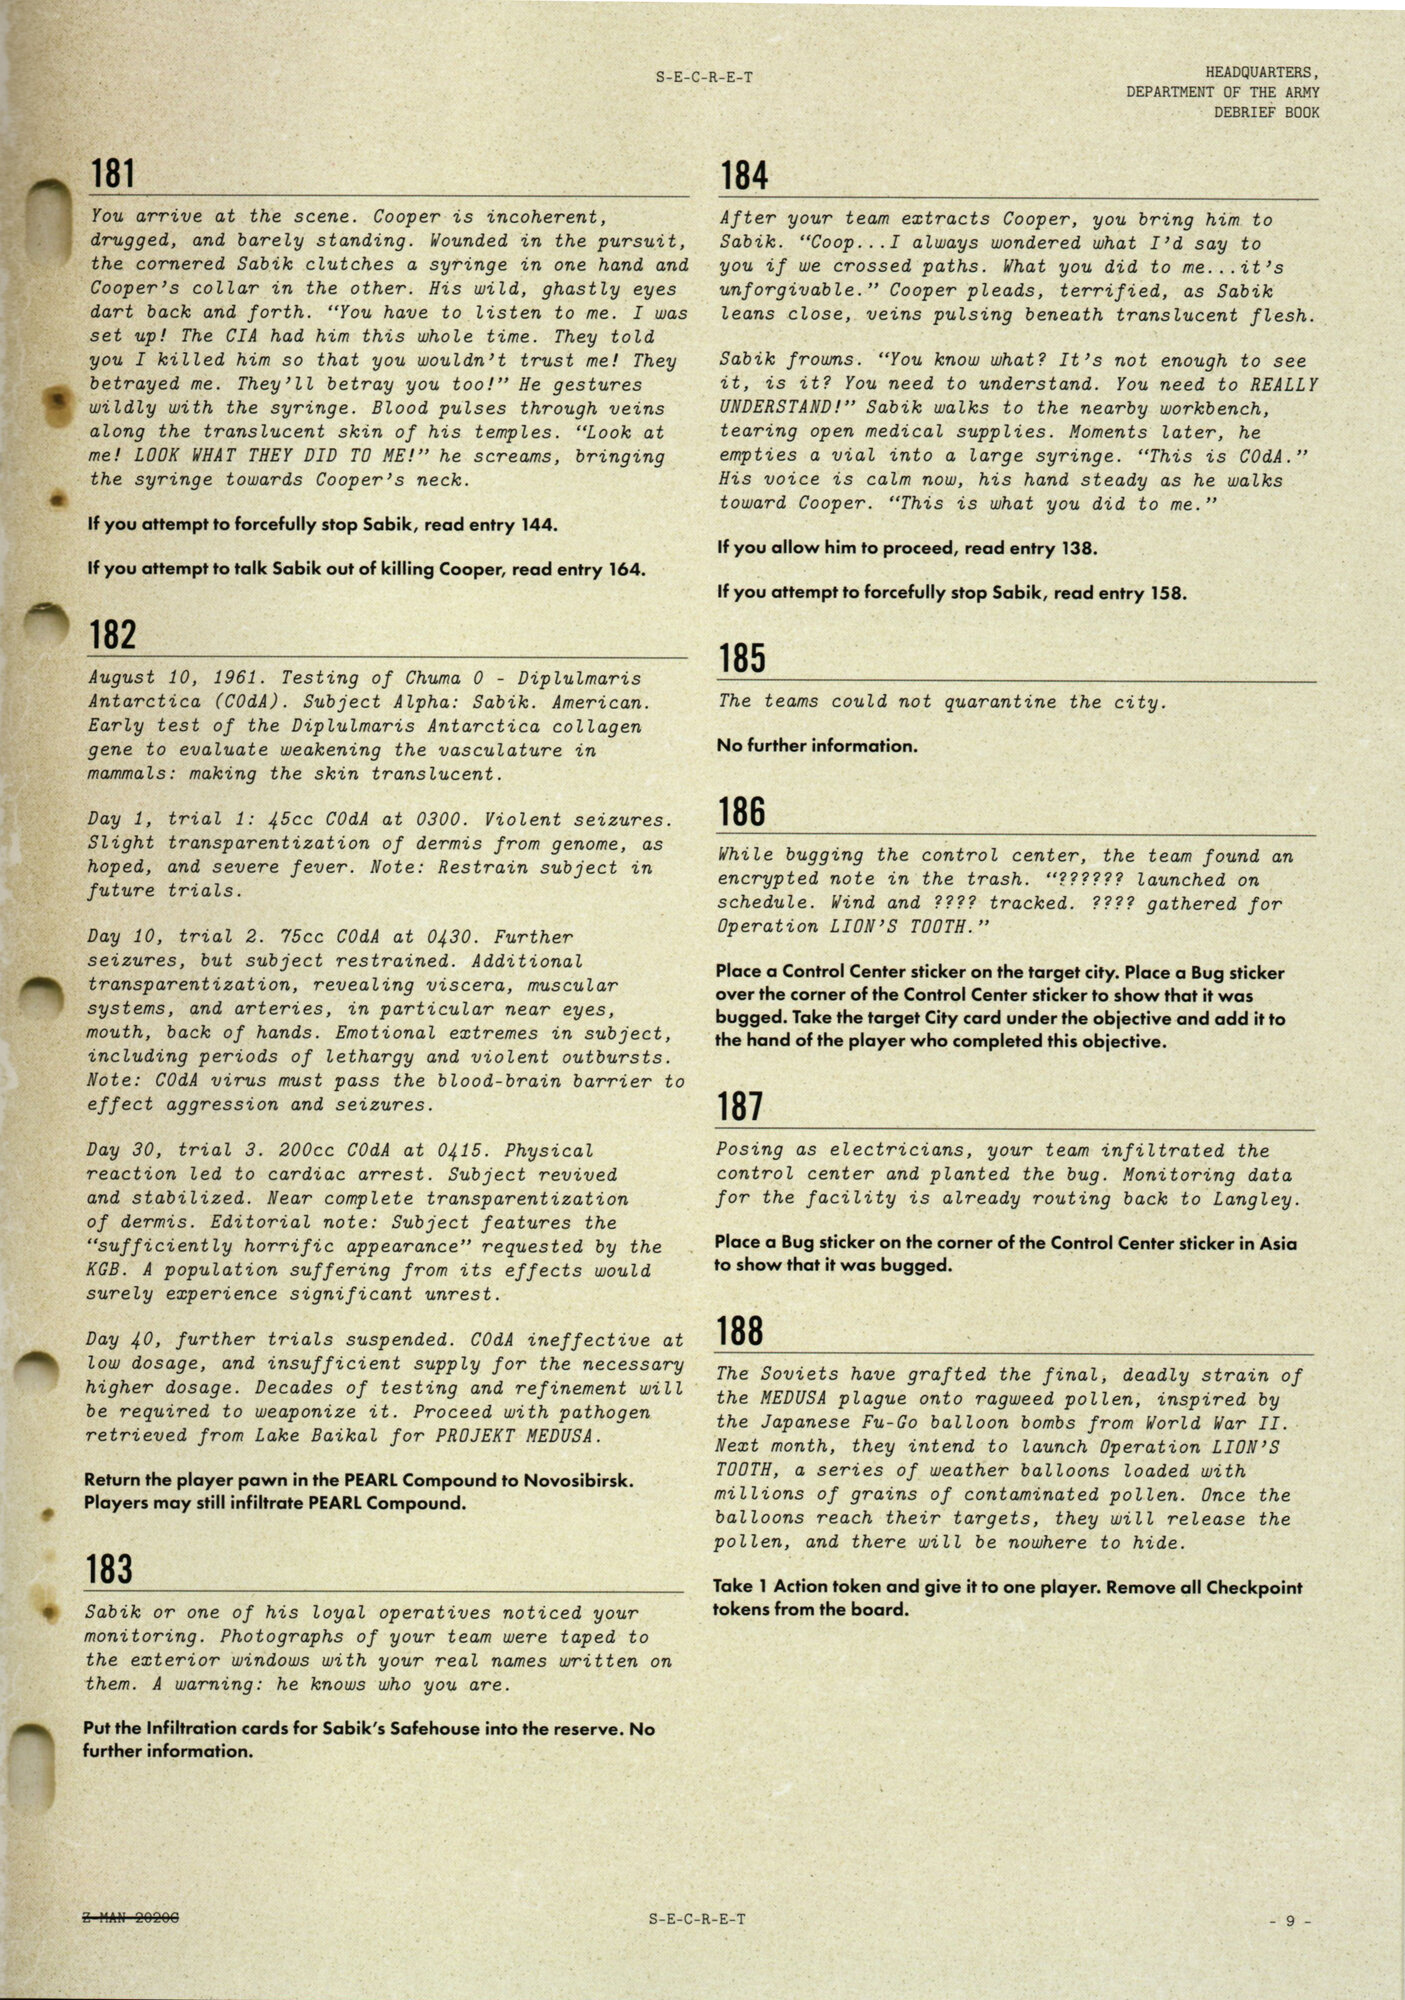 S-E-C-R-E-T
HEADQUARTERS,
DEPARTMENT OF THE ARMY
DEBRIEF BOOK
181
You arrive at the scene. Cooper is incoherent,
drugged, and barely standing. Wounded in the pursuit,
the cornered Sabik clutches a syringe in one hand and
Cooper's collar in the other. His wild, ghastly eyes
dart back and forth. “You have to listen to me. I was
set up! The CIA had him this whole time. They told
you I killed him so that you wouldn't trust me! They
betrayed me. They'll betray you too!” He gestures
wildly with the syringe. Blood pulses through veins
along the translucent skin of his temples. “Look at
me! LOOK WHAT THEY DID TO ME!” he screams, bringing
the syringe towards Cooper's neck.
If you attempt to forcefully stop Sabik, read entry 144.
If you attempt to talk Sabik out of killing Cooper, read entry 164.
182
August 10, 1961. Testing of Chuma 0 - Diplulmaris
Antarctica (C0dA). Subject Alpha: Sabik. American.
Early test of the Diplulmaris Antarctica collagen
gene to evaluate weakening the vasculature in
mammals: making the skin translucent.
Day 1, trial 1: 45cc C0dA at 0300. Violent seizures.
Slight transparentization of dermis from genome, as
hoped, and severe fever. Note: Restrain subject in
future trials.
Day 10, trial 2. 75cc C0dA at 0430. Further
seizures, but subject restrained. Additional
transparentization, revealing viscera, muscular
systems, and arteries, in particular near eyes,
mouth, back of hands. Emotional extremes in subject,
including periods of lethargy and violent outbursts.
Note: C0dA virus must pass the blood-brain barrier to
effect aggression and seizures.
Day 30, trial 3. 200cc C0dA at 0415. Physical
reaction led to cardiac arrest. Subject revived
and stabilized. Near complete transparentization
of dermis. Editorial note: Subject features the
“sufficiently horrific appearance” requested by the
KGB. A population suffering from its effects would
surely experience significant unrest.
Day 40, further trials suspended. C0dA ineffective at
low dosage, and insufficient supply for the necessary
higher dosage. Decades of testing and refinement will
be required to weaponize it. Proceed with pathogen
retrieved from Lake Baikal for PROJEKT MEDUSA.
Return the player pawn in the PEARL Compound to Novosibirsk.
Players may still infiltrate PEARL Compound.
183
Sabik or one of his loyal operatives noticed your
monitoring. Photographs of your team were taped to
the exterior windows with your real names written on
them. A warning: he knows who you are.
Put the Infiltration cards for Sabik's Safehouse into the reserve. No
further information.
184
After your team extracts Cooper, you bring him to
Sabik. “Coop...I always wondered what I'd say to
you if we crossed paths. What you did to me...it's
unforgivable.” Cooper pleads, terrified, as Sabik
leans close, veins pulsing beneath translucent flesh.
Sabik frowns. “You know what? It's not enough to see
it, is it? You need to understand. You need to REALLY
UNDERSTAND!” Sabik walks to the nearby workbench,
tearing open medical supplies. Moments later, he
empties a vial into a large syringe. “This is C0dA.”
His voice is calm now, his hand steady as he walks
toward Cooper. “This is what you did to me.”
If you allow him to proceed, read entry 138.
If you attempt to forcefully stop Sabik, read entry 158.
185
The teams could not quarantine the city.
No further information.
186
While bugging the control center, the team found an
encrypted note in the trash. “?????? launched on
schedule. Wind and ???? tracked. ???? gathered for
Operation LION'S TOOTH.”
Place a Control Center sticker on the target city. Place a Bug sticker
over the corner of the Control Center sticker to show that it was
bugged. Take the target City card under the objective and add it to
the hand of the player who completed this objective.
187
Posing as electricians, your team infiltrated the
control center and planted the bug. Monitoring data
for the facility is already routing back to Langley.
Place a Bug sticker on the corner of the Control Center sticker in Asia
to show that it was bugged.
188
The Soviets have grafted the final, deadly strain of
the MEDUSA plague onto ragweed pollen, inspired by
the Japanese Fu-Go balloon bombs from World War II.
Next month, they intend to launch Operation LION'S
TOOTH, a series of weather balloons loaded with
millions of grains of contaminated pollen. Once the
balloons reach their targets, they will release the
pollen, and there will be nowhere to hide.
Take 1 Action token and give it to one player. Remove all Checkpoint
tokens from the board.
Z-MAN 2020G
S-E-C-R-E-T
- 9 -